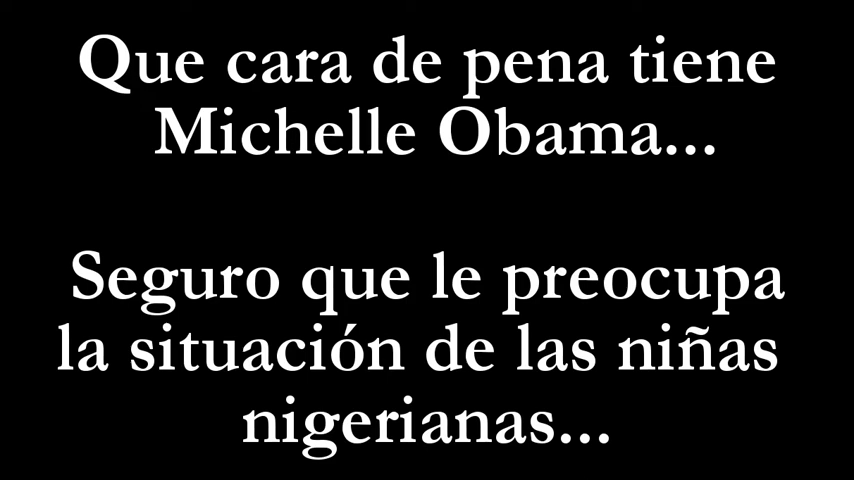 Que cara de pena tiene
Michelle Obama...
Seguro que le preocupa
la situación de las niñas
nigerianas...